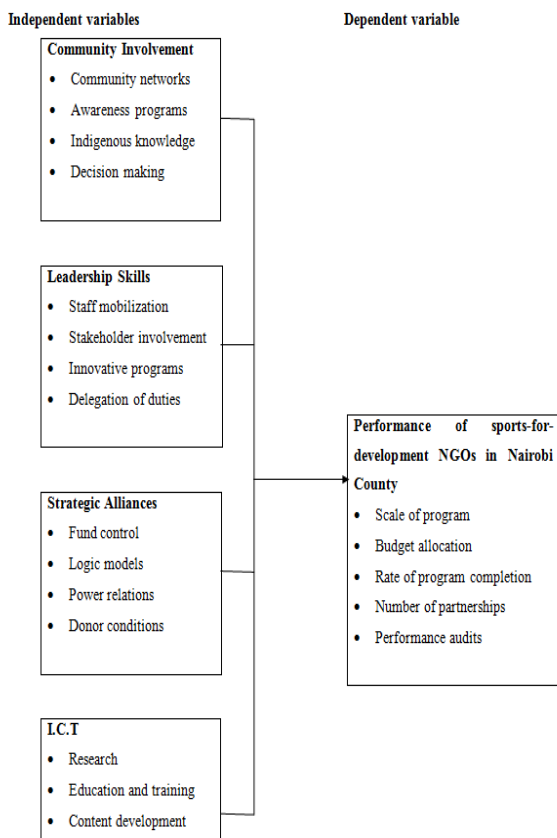 Independent variables
Dependent variable
Community Involvement
• Community networks
• Awareness programs
• Indigenous knowledge
• Decision making
Leadership Skills
• Staff mobilization
• Stakeholder involvement
• Innovative programs
• Delegation of duties
Strategic Alliances
• Fund control
• Logic models
• Power relations
• Donor conditions
I.C.T
• Research
• Education and training
• Content development
Performance of sports-for-
development NGOs in Nairobi
County
• Scale of program
• Budget allocation
• Rate of program completion
• Number of partnerships
• Performance audits